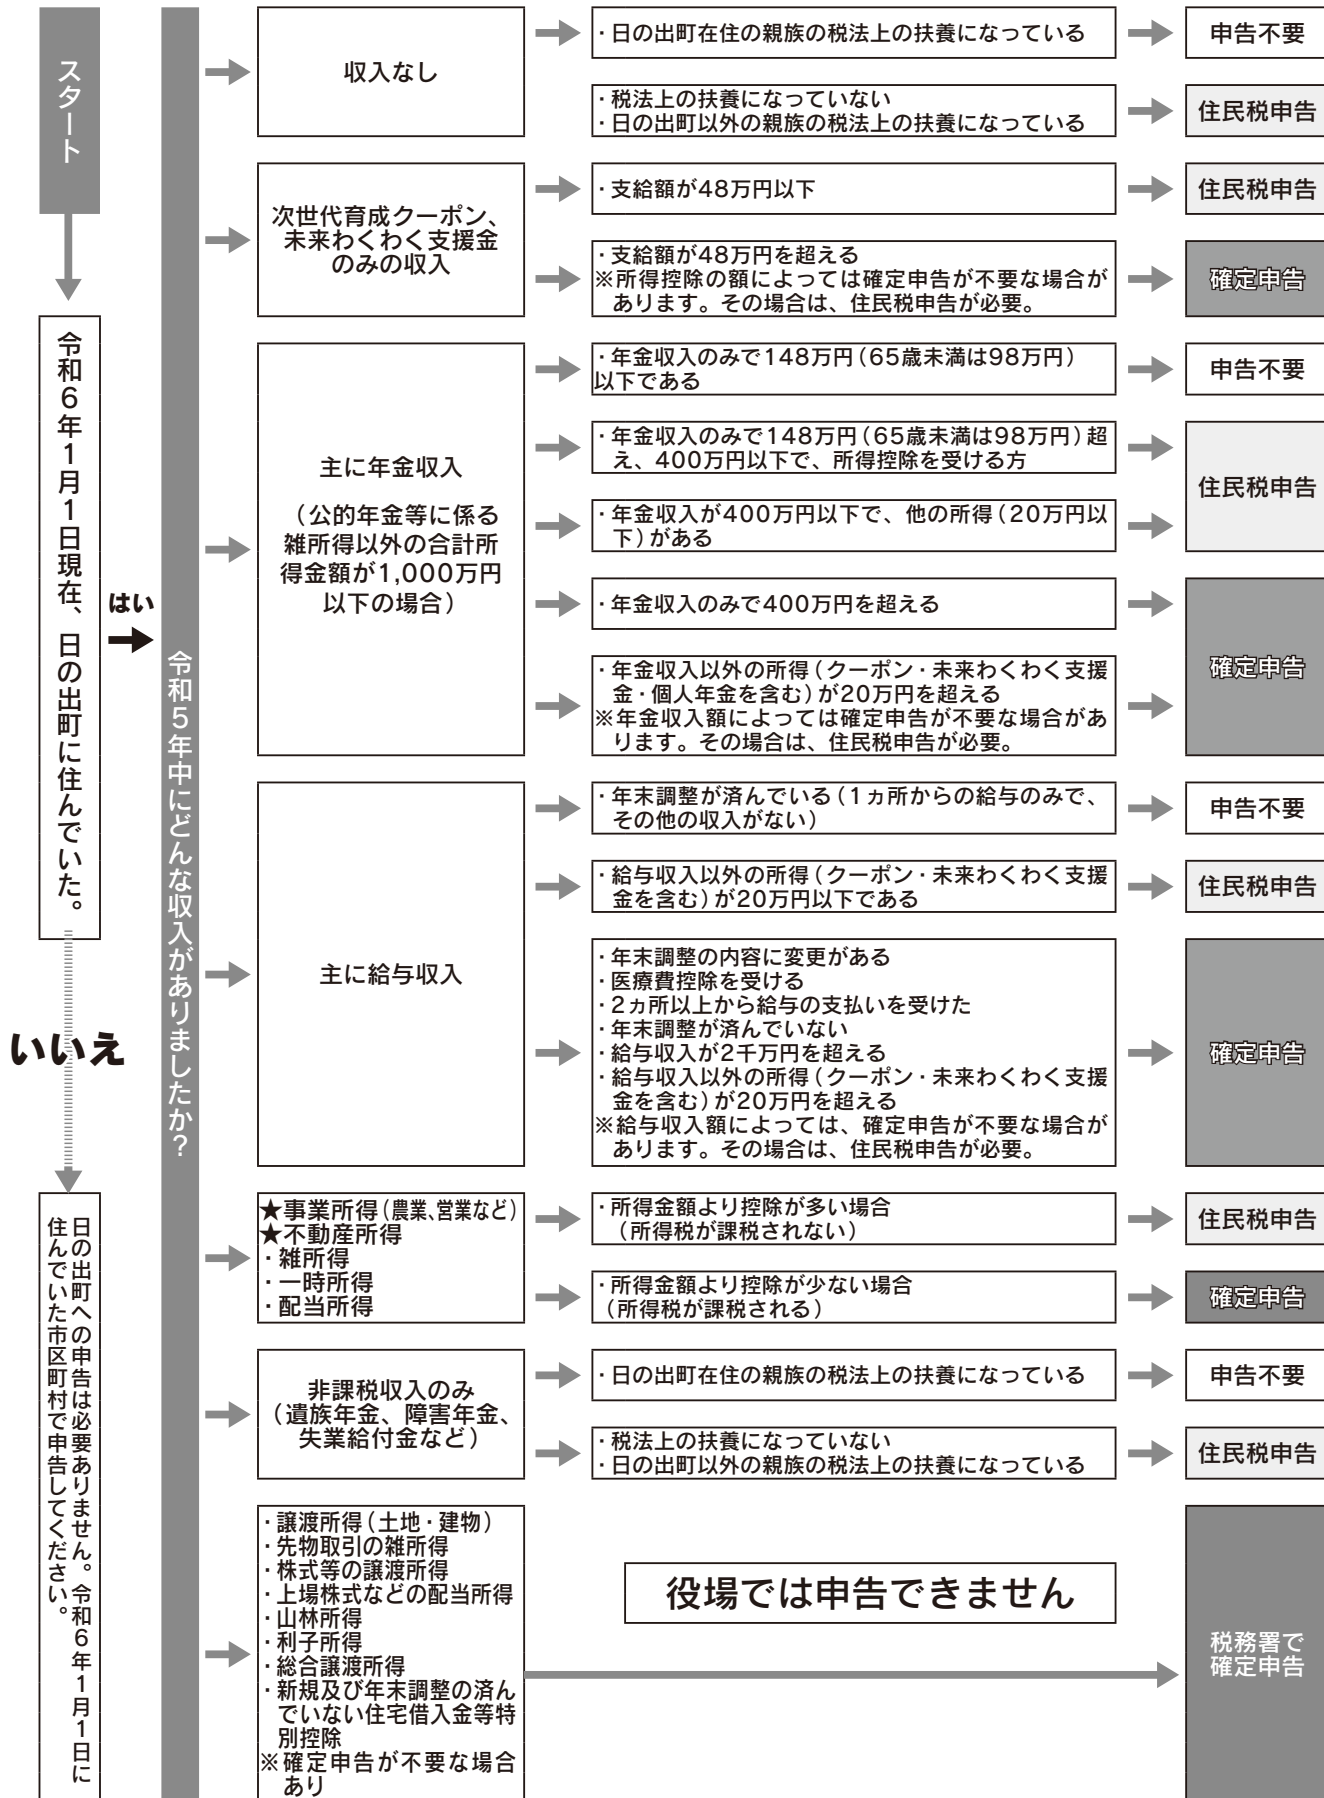 スタート
令和6年1月1日現在、日の出町に住んでいた。
はい
いいえ
日の出町への申告は必要ありません。令和6年1月1日に
住んでいた市区町村で申告してください。
令和5年中にどんな収入がありましたか？
収入なし
・日の出町在住の親族の税法上の扶養になっている
申告不要
・税法上の扶養になっていない
・日の出町以外の親族の税法上の扶養になっている
住民税申告
次世代育成クーポン、
未来わくわく支援金
のみの収入
・支給額が48万円以下
住民税申告
・支給額が48万円を超える
※所得控除の額によっては確定申告が不要な場合が
あります。その場合は、住民税申告が必要。
確定申告
主に年金収入
（公的年金等に係る
雑所得以外の合計所
得金額が1,000万円
以下の場合）
・年金収入のみで148万円（65歳未満は98万円）
以下である
申告不要
・年金収入のみで148万円（65歳未満は98万円）超
え、400万円以下で、所得控除を受ける方
・年金収入が400万円以下で、他の所得（20万円以
下）がある
住民税申告
・年金収入のみで400万円を超える
・年金収入以外の所得（クーポン・未来わくわく支援
金・個人年金を含む）が20万円を超える
※年金収入額によっては確定申告が不要な場合があ
ります。その場合は、住民税申告が必要。
確定申告
主に給与収入
・年末調整が済んでいる（1ヵ所からの給与のみで、
その他の収入がない）
申告不要
・給与収入以外の所得（クーポン・未来わくわく支援
金を含む）が20万円以下である
住民税申告
・年末調整の内容に変更がある
・医療費控除を受ける
・2ヵ所以上から給与の支払いを受けた
・年末調整が済んでいない
・給与収入が2千万円を超える
・給与収入以外の所得（クーポン・未来わくわく支援
金を含む）が20万円を超える
※給与収入額によっては、確定申告が不要な場合が
あります。その場合は、住民税申告が必要。
確定申告
★事業所得（農業、営業など）
★不動産所得
・雑所得
・一時所得
・配当所得
・所得金額より控除が多い場合
（所得税が課税されない）
住民税申告
・所得金額より控除が少ない場合
（所得税が課税される）
確定申告
非課税収入のみ
（遺族年金、障害年金、
失業給付金など）
・日の出町在住の親族の税法上の扶養になっている
申告不要
・税法上の扶養になっていない
・日の出町以外の親族の税法上の扶養になっている
住民税申告
・譲渡所得（土地・建物）
・先物取引の雑所得
・株式等の譲渡所得
・上場株式などの配当所得
・山林所得
・利子所得
・総合譲渡所得
・新規及び年末調整の済ん
でいない住宅借入金等特
別控除
※確定申告が不要な場合
あり
役場では申告できません
税務署で
確定申告